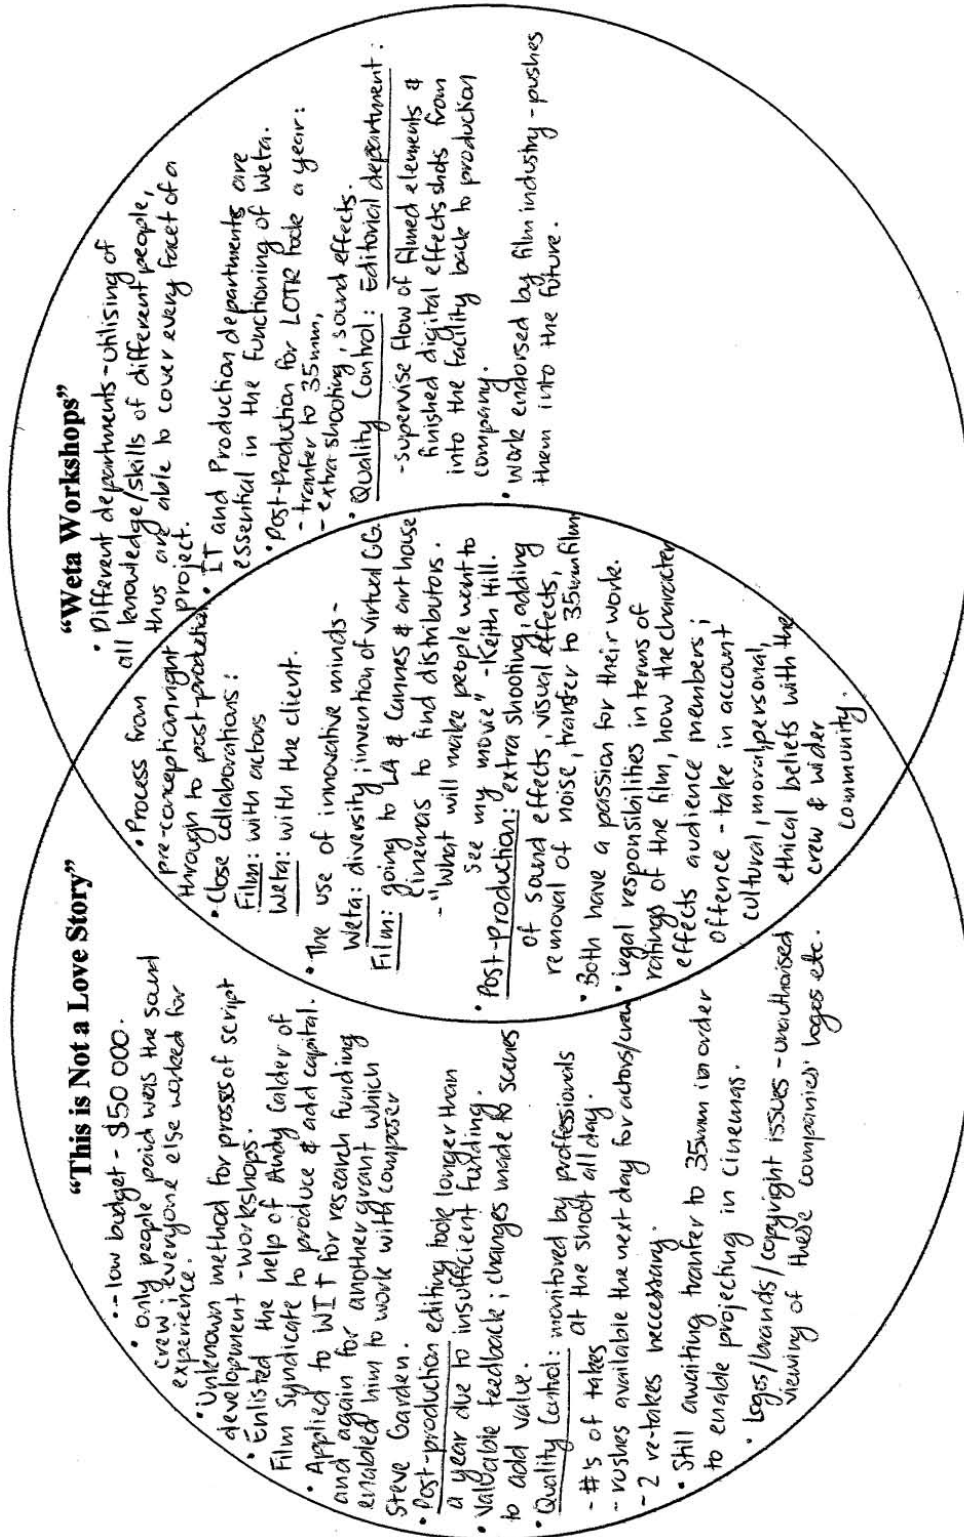 "This is Not a Love Story"
•- low budget - $50 000.
• only people paid were the sound
crew; everyone else worked for
experience.
• Unknown method for prosses of script
development - workshops.
• Enlisted the help of Andy Calder of
Film Syndicate to produce & add capital.
• Applied to WIT for research funding
and again for another grant which
enabled him to work with composer
Steve Garden.
• Post-production editing took longer than
a year due to insufficient funding.
• Valuable feedback; changes made to scenes
to add value.
• Quality Control: monitored by proffessionals
at the shoot all day.
- #s of takes
- rushes available the next day for actors/crew
- 2 re-takes neccessary.
• Still awaiting tranfer to 35mm in order
to enable projecting in Cinemas.
• Logos/brands/copyright issues - unauthorised
viewing of these companies' logos etc.
• Process from
pre-conception right
through to post-production
• Close collaborations:
Film: with actors
Weta: with the client.
• The use of innovative minds -
Weta: diversity; invention of virtual CG.
Film: going to LA & Cannes & arthouse
cinemas to find distributors.
- "What will make people want to
see my movie" - Keith Hill.
• Post-production: extra shooting, adding
of sound effects, visual effects,
removal of noise, transfer to 35mm film
• Both have a passion for their work.
• Legal responsibilities in terms of
ratings of the film, how the character
effects audience members;
offence - take in account
cultural, moral, personal,
ethical beliefs with the
crew & wider
community.
"Weta Workshops"
• Different departments - utilising of
all knowledge/skills of different people,
thus are able to cover every facet of a
project.
• IT and Production departments are
essential in the functioning of Weta.
• Post-Production for LOTR took a year:
- tranfer to 35mm,
- extra shooting, sound effects.
• Quality Control: Editorial department:
- supervise flow of filmed elements &
finished digital effects shots from
into the facility back to production
company.
• Work endorsed by film industry - pushes
them into the future.